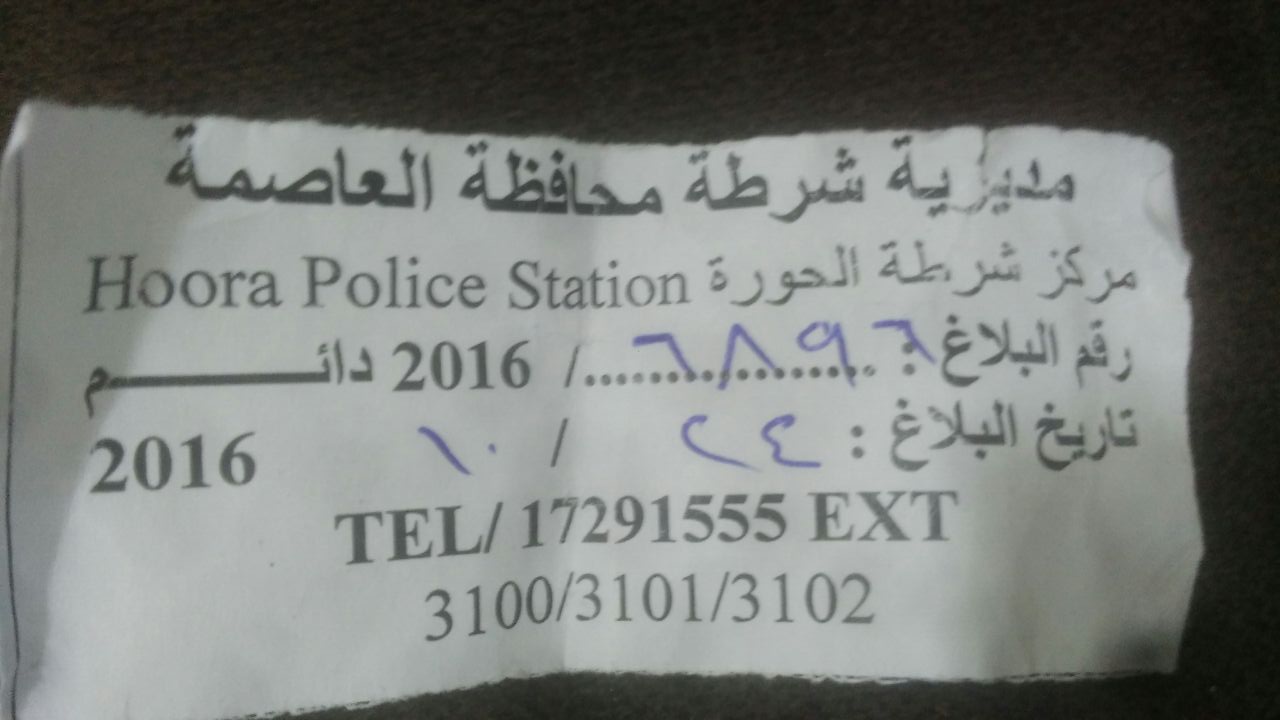 مديرية شرطة محافظة العاصمة
مركز شرطة الحورة Hoora Police Station
رقم البلاغ : ٦٨٩٦ / 2016 دائم
تاريخ البلاغ : ٢٤ / ١٠ 2016
TEL/ 17291555 EXT
3100/3101/3102